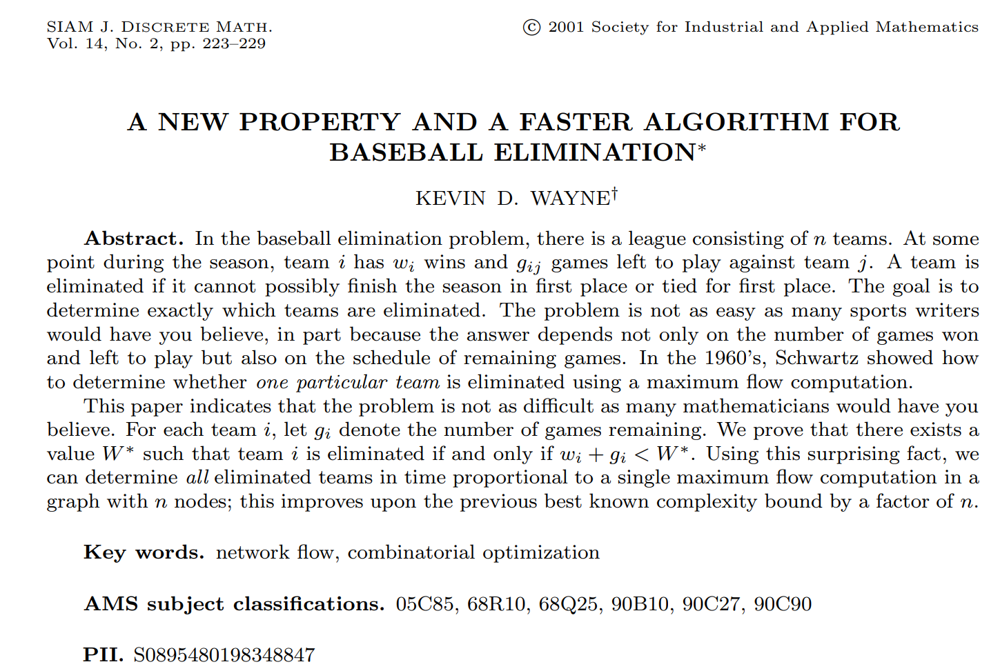 SIAM J. DISCRETE MATH.
Vol. 14, No. 2, pp. 223–229
© 2001 Society for Industrial and Applied Mathematics
A NEW PROPERTY AND A FASTER ALGORITHM FOR
BASEBALL ELIMINATION*
KEVIN D. WAYNE†
Abstract. In the baseball elimination problem, there is a league consisting of n teams. At some
point during the season, team i has wᵢ wins and gᵢⱼ games left to play against team j. A team is
eliminated if it cannot possibly finish the season in first place or tied for first place. The goal is to
determine exactly which teams are eliminated. The problem is not as easy as many sports writers
would have you believe, in part because the answer depends not only on the number of games won
and left to play but also on the schedule of remaining games. In the 1960's, Schwartz showed how
to determine whether one particular team is eliminated using a maximum flow computation.
This paper indicates that the problem is not as difficult as many mathematicians would have you
believe. For each team i, let gᵢ denote the number of games remaining. We prove that there exists a
value W* such that team i is eliminated if and only if wᵢ + gᵢ < W*. Using this surprising fact, we
can determine all eliminated teams in time proportional to a single maximum flow computation in a
graph with n nodes; this improves upon the previous best known complexity bound by a factor of n.
Key words. network flow, combinatorial optimization
AMS subject classifications. 05C85, 68R10, 68Q25, 90B10, 90C27, 90C90
PII. S0895480198348847